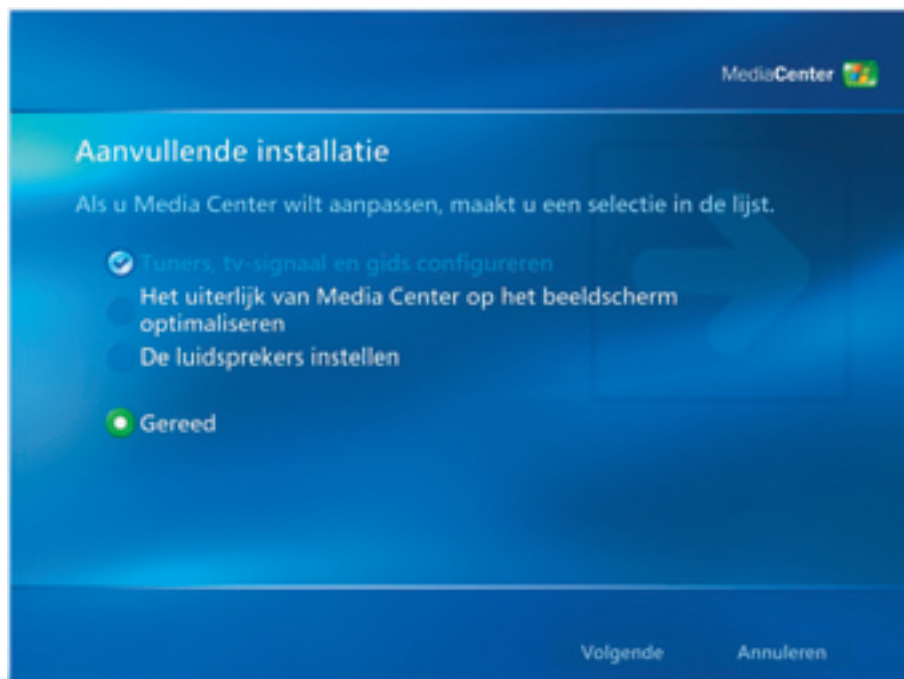 MediaCenter
Aanvullende installatie
Als u Media Center wilt aanpassen, maakt u een selectie in de lijst.
Tuners, tv-signaal en gids configureren
Het uiterlijk van Media Center op het beeldscherm
optimaliseren
De luidsprekers instellen
Gereed
Volgende
Annuleren